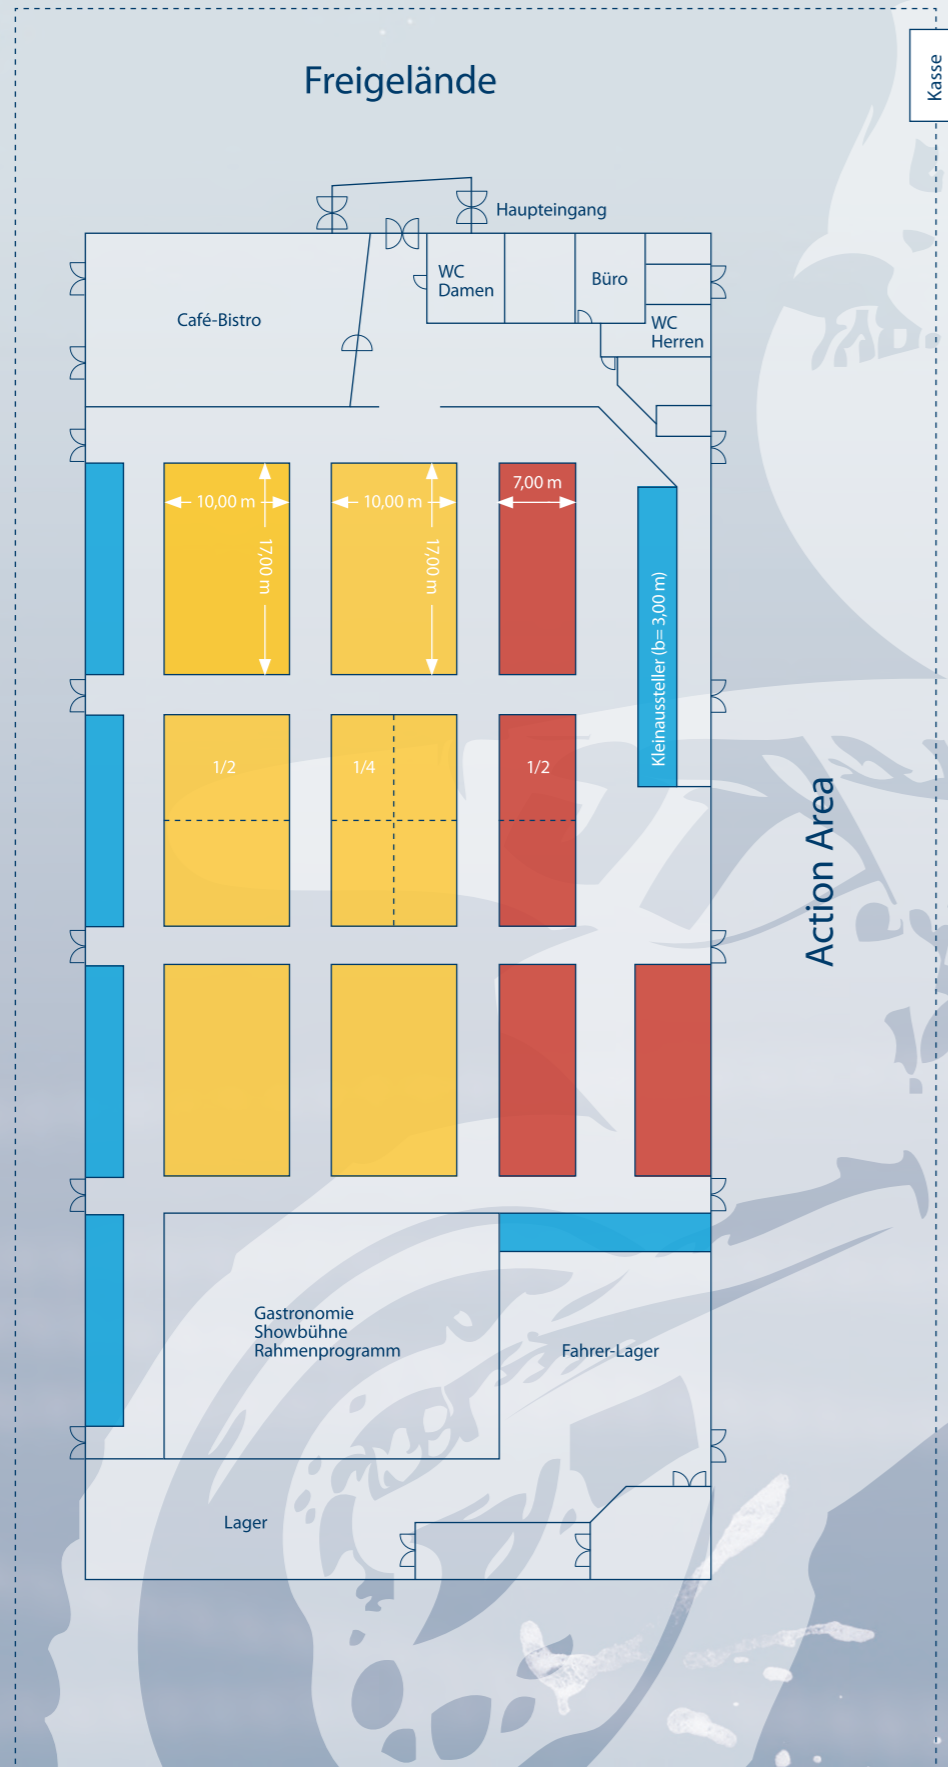 Freigelände
Kasse
Haupteingang
WC
Damen
Büro
Café-Bistro
WC
Herren
10,00 m
17,00 m
10,00 m
17,00 m
7,00 m
Kleinaussteller (b= 3,00 m)
1/2
1/4
1/2
Action Area
Gastronomie
Showbühne
Rahmenprogramm
Fahrer-Lager
Lager